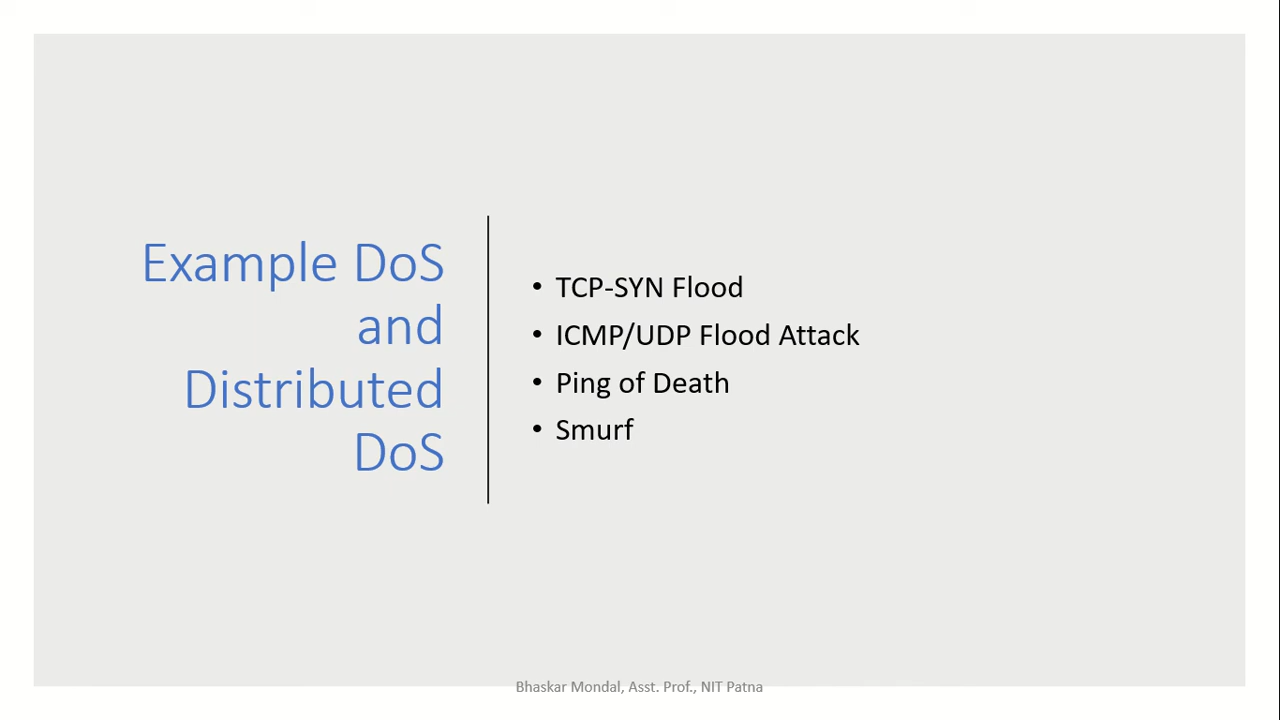 Example DoS
and
Distributed
DoS
• TCP-SYN Flood
• ICMP/UDP Flood Attack
• Ping of Death
• Smurf
Bhaskar Mondal, Asst. Prof., NIT Patna